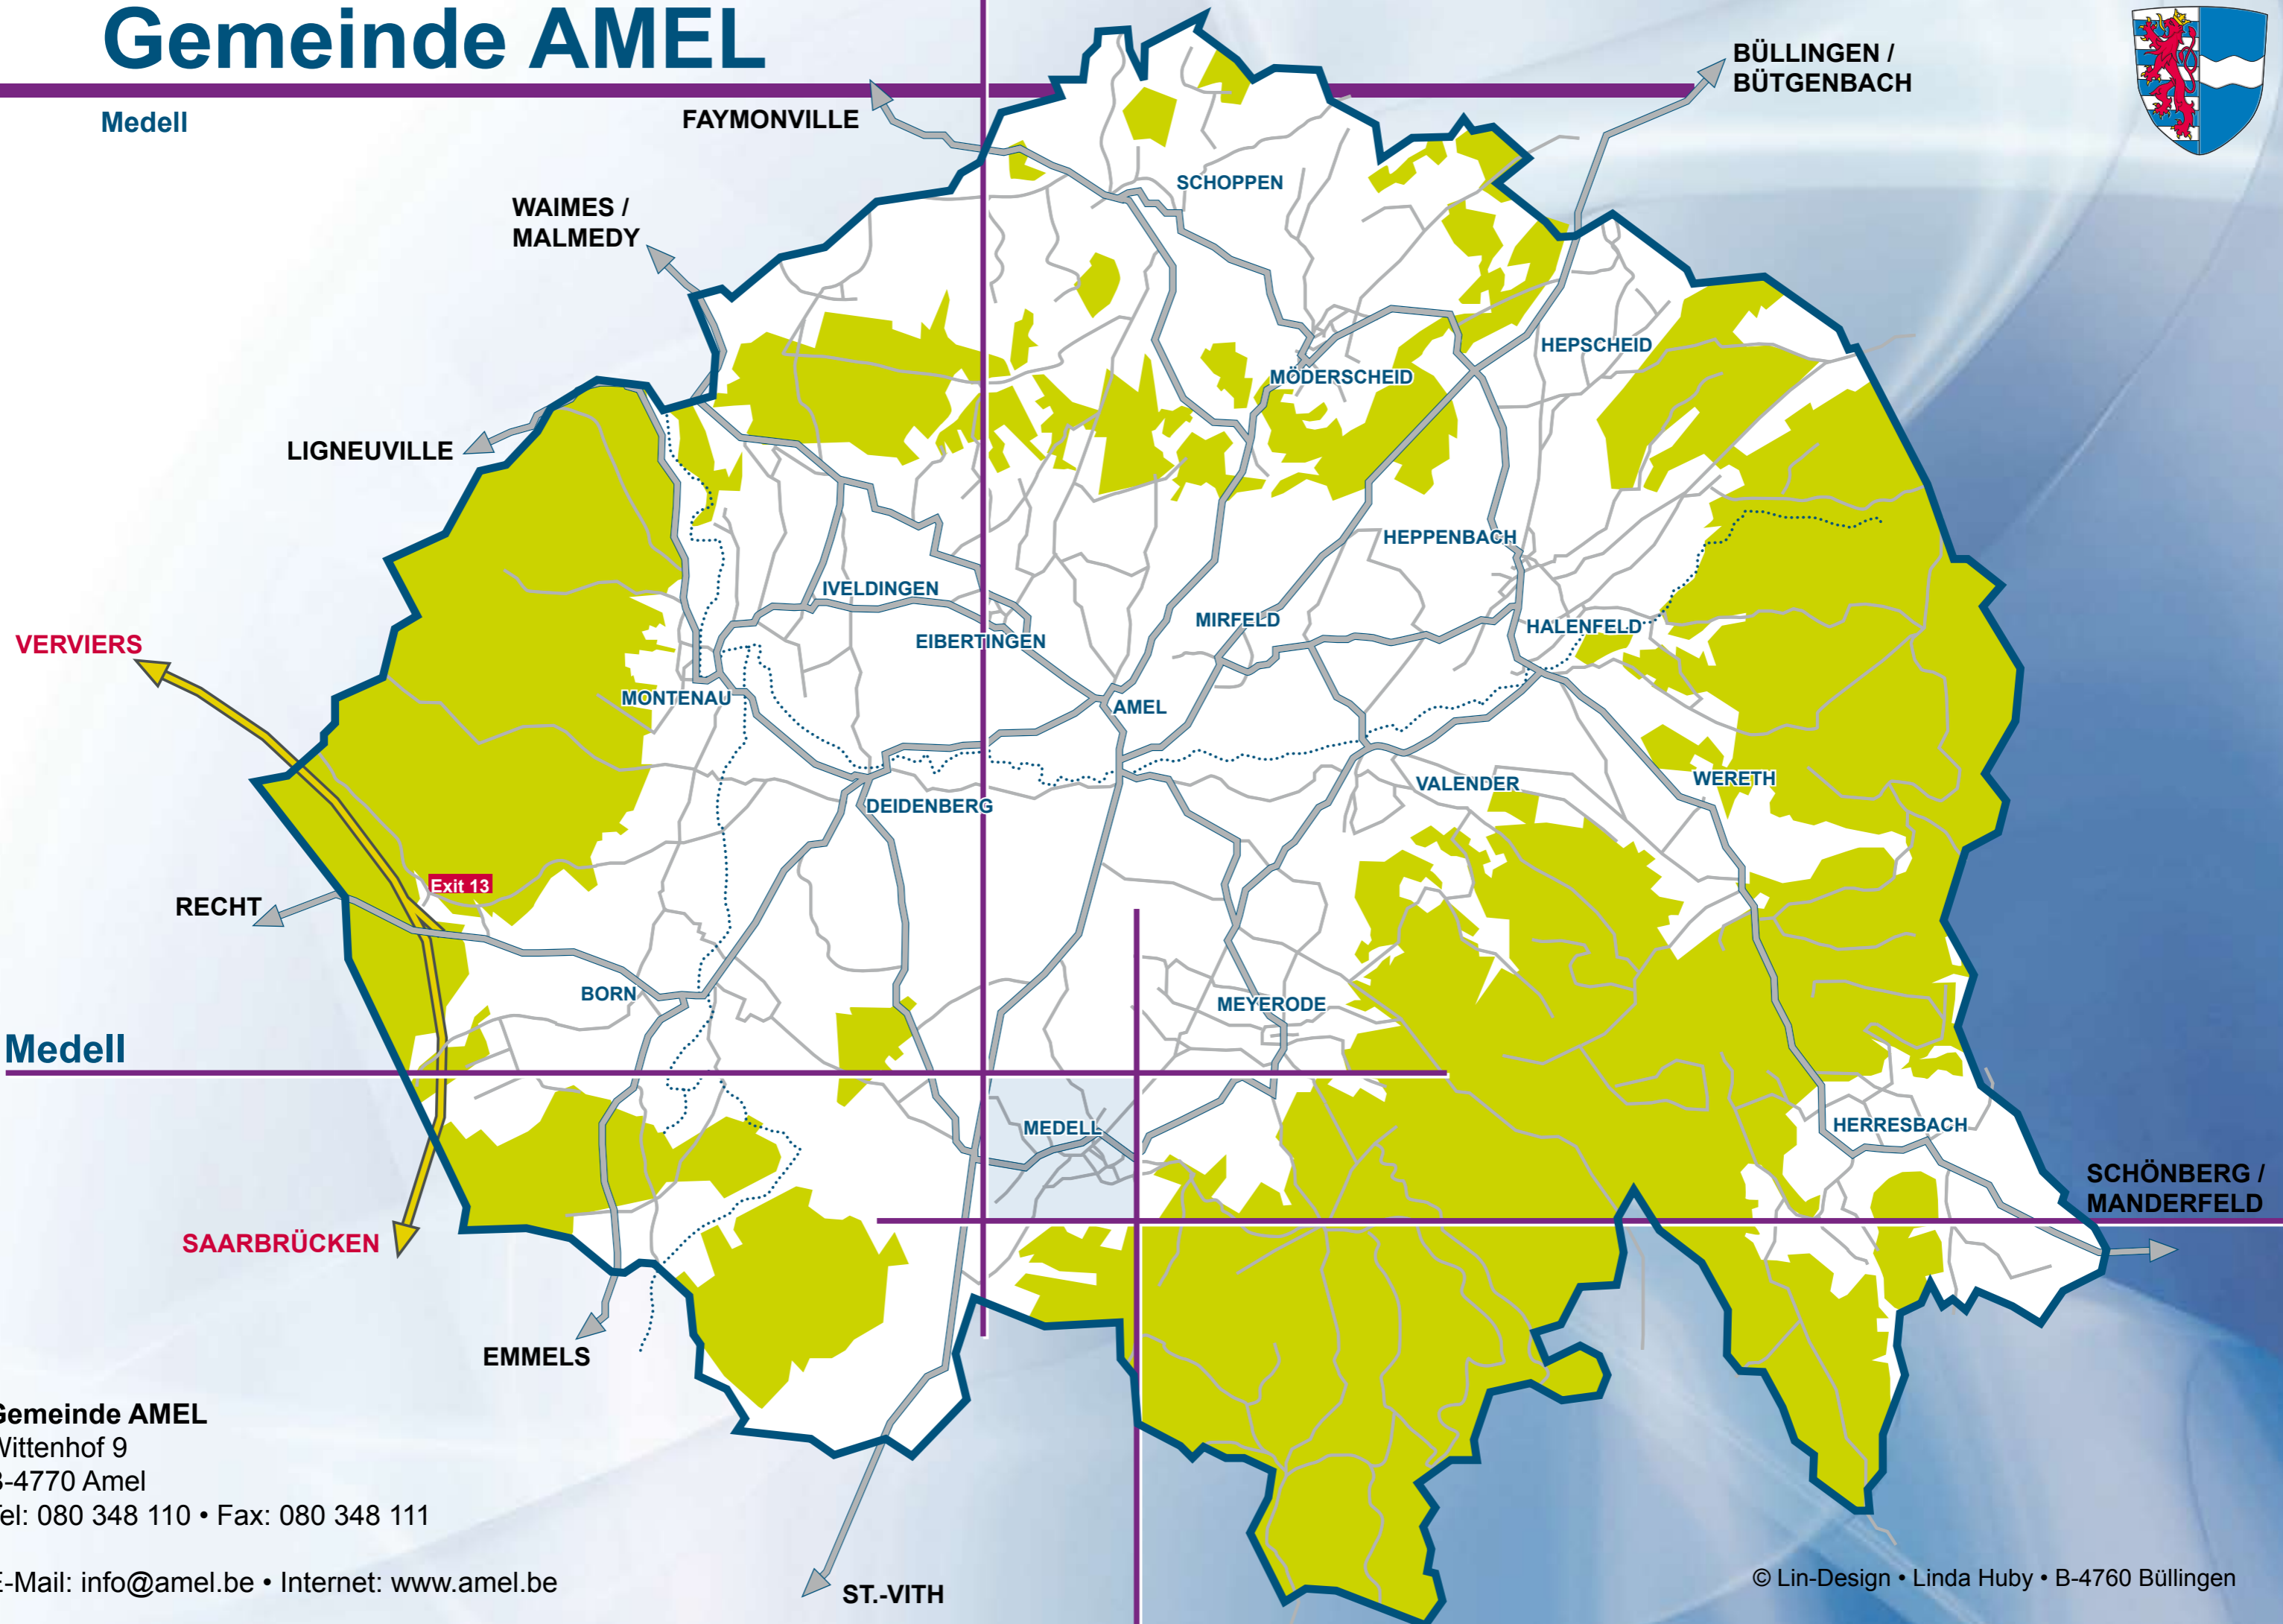 Gemeinde AMEL
Medell
BÜLLINGEN /
BÜTGENBACH
FAYMONVILLE
WAIMES /
MALMEDY
SCHOPPEN
HEPSCHEID
MÖDERSCHEID
LIGNEUVILLE
HEPPENBACH
IVELDINGEN
MIRFELD
HALENFELD
EIBERTINGEN
VERVIERS
MONTENAU
AMEL
WERETH
VALENDER
DEIDENBERG
Exit 13
RECHT
BORN
MEYERODE
Medell
MEDELL
HERRESBACH
SCHÖNBERG /
MANDERFELD
SAARBRÜCKEN
EMMELS
Gemeinde AMEL
Wittenhof 9
B-4770 Amel
Tel: 080 348 110 • Fax: 080 348 111
E-Mail: info@amel.be • Internet: www.amel.be
ST.-VITH
© Lin-Design • Linda Huby • B-4760 Büllingen